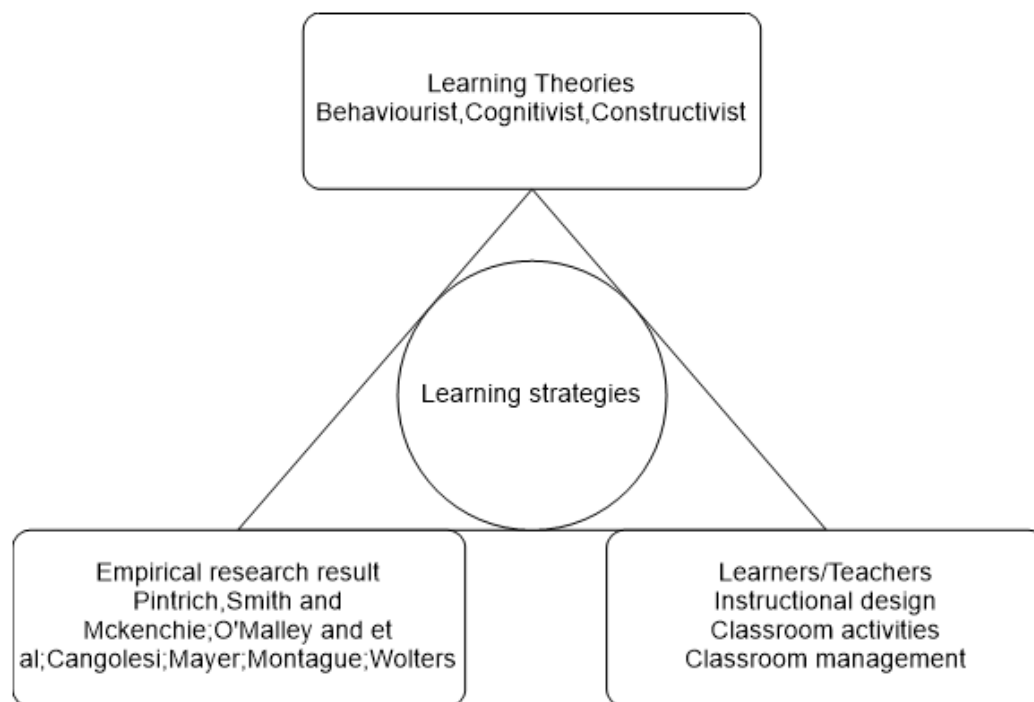 Learning Theories
Behaviourist,Cognitivist,Constructivist
Learning strategies
Empirical research result
Pintrich,Smith and
Mckenchie;O'Malley and et
al;Cangolesi;Mayer;Montague;Wolters
Learners/Teachers
Instructional design
Classroom activities
Classroom management